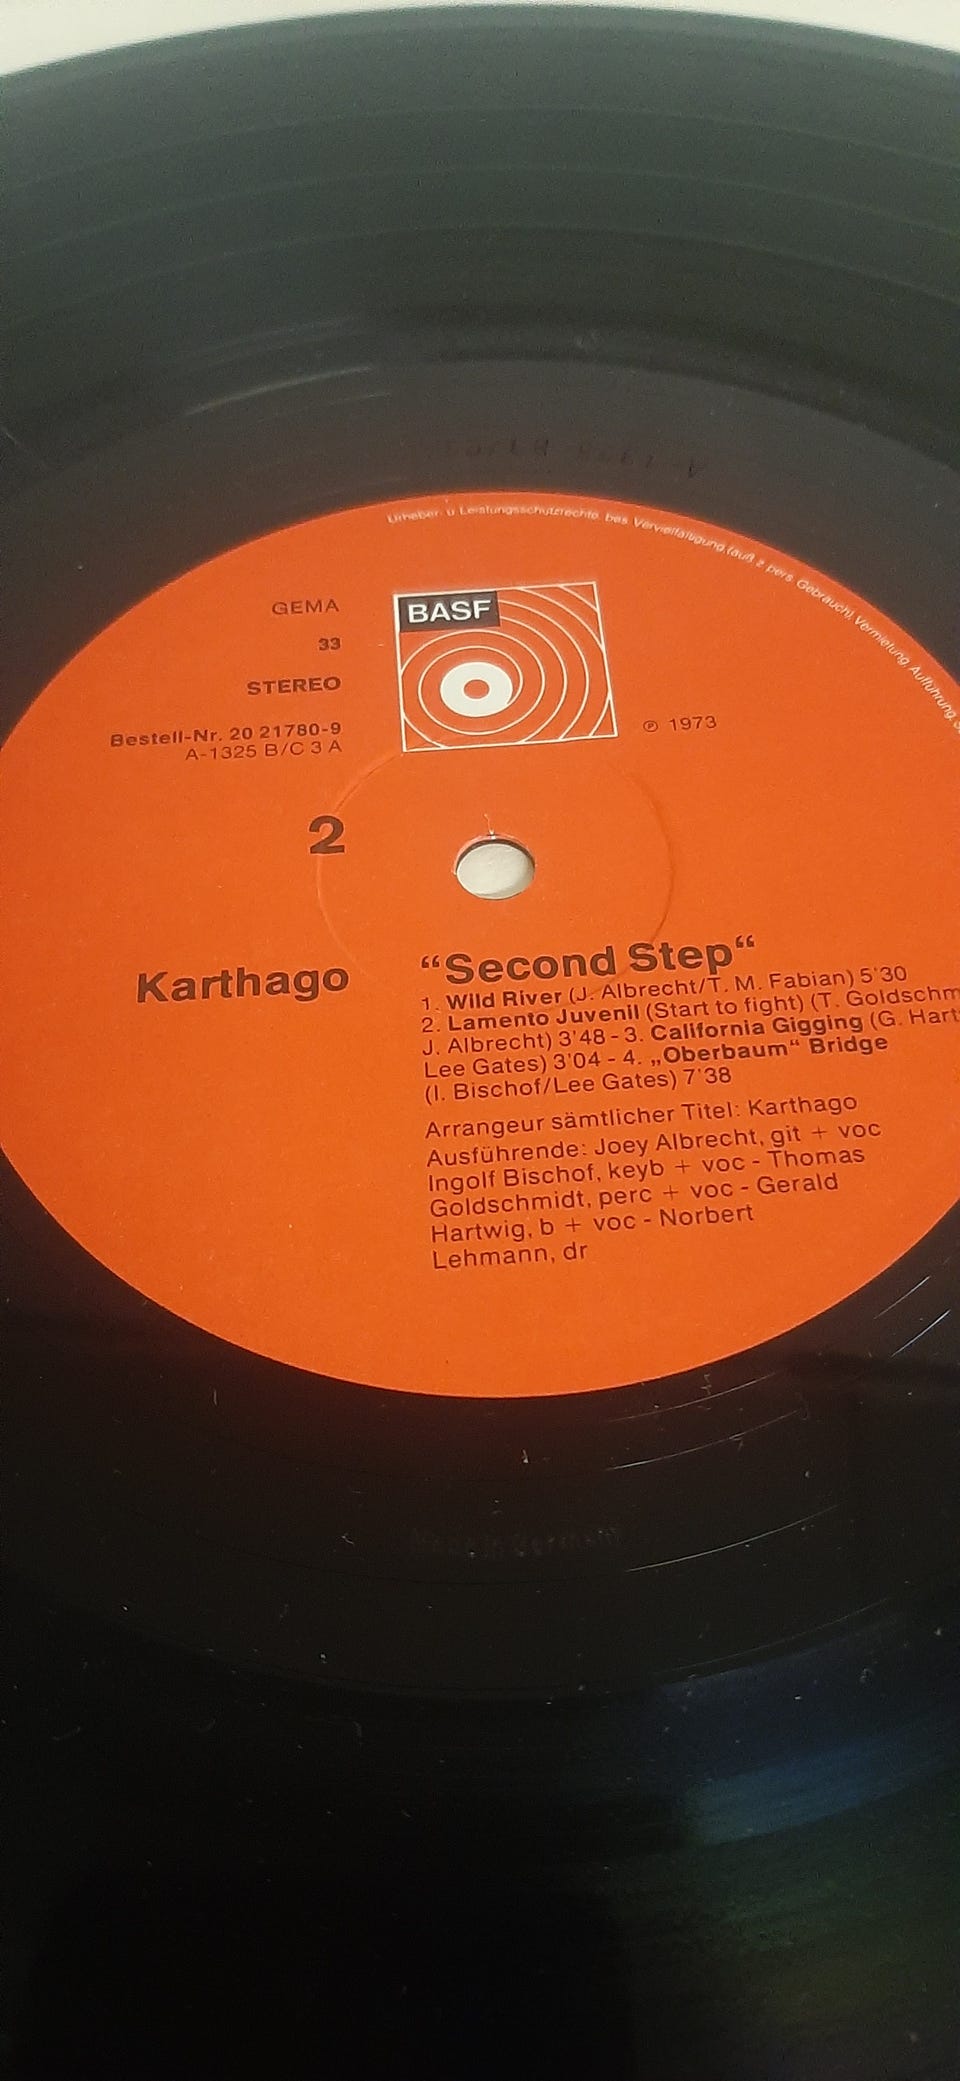 Urheber- u Leistungsschutzrechte, bes Vervielfältigung (auß z pers Gebrauch), Vermietung, Aufführung,
BASF
GEMA
33
STEREO
Bestell-Nr. 20 21780-9
A-1325 B/C 3 A
℗ 1973
2
Karthago
“Second Step“
1. Wild River (J. Albrecht/T. M. Fabian) 5'30
2. Lamento Juvenil (Start to fight) (T. Goldschm
J. Albrecht) 3'48 - 3. California Gigging (G. Hart
Lee Gates) 3'04 - 4. „Oberbaum“ Bridge
(I. Bischof/Lee Gates) 7'38
Arrangeur sämtlicher Titel: Karthago
Ausführende: Joey Albrecht, git + voc
Ingolf Bischof, keyb + voc - Thomas
Goldschmidt, perc + voc - Gerald
Hartwig, b + voc - Norbert
Lehmann, dr
Made in Germany